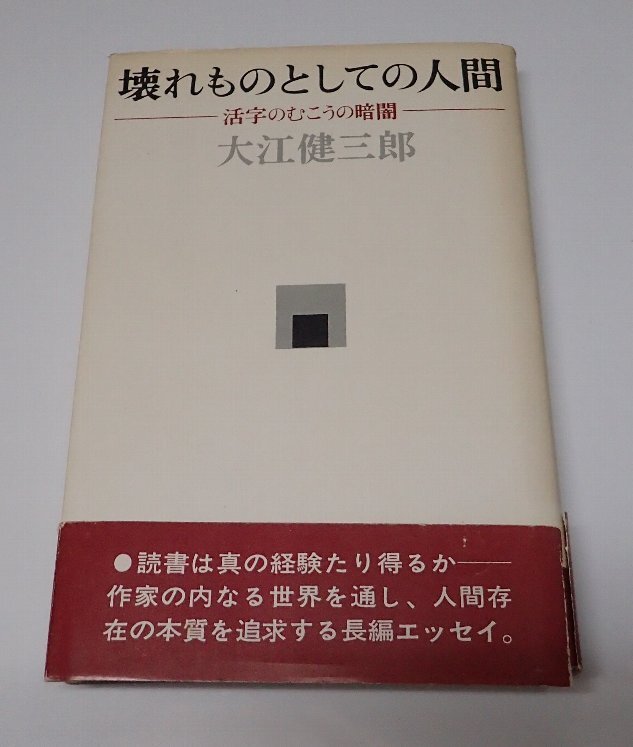 壊れものとしての人間
活字のむこうの暗闇
大江健三郎
●読書は真の経験たり得るか──
作家の内なる世界を通し、人間存
在の本質を追求する長編エッセイ。